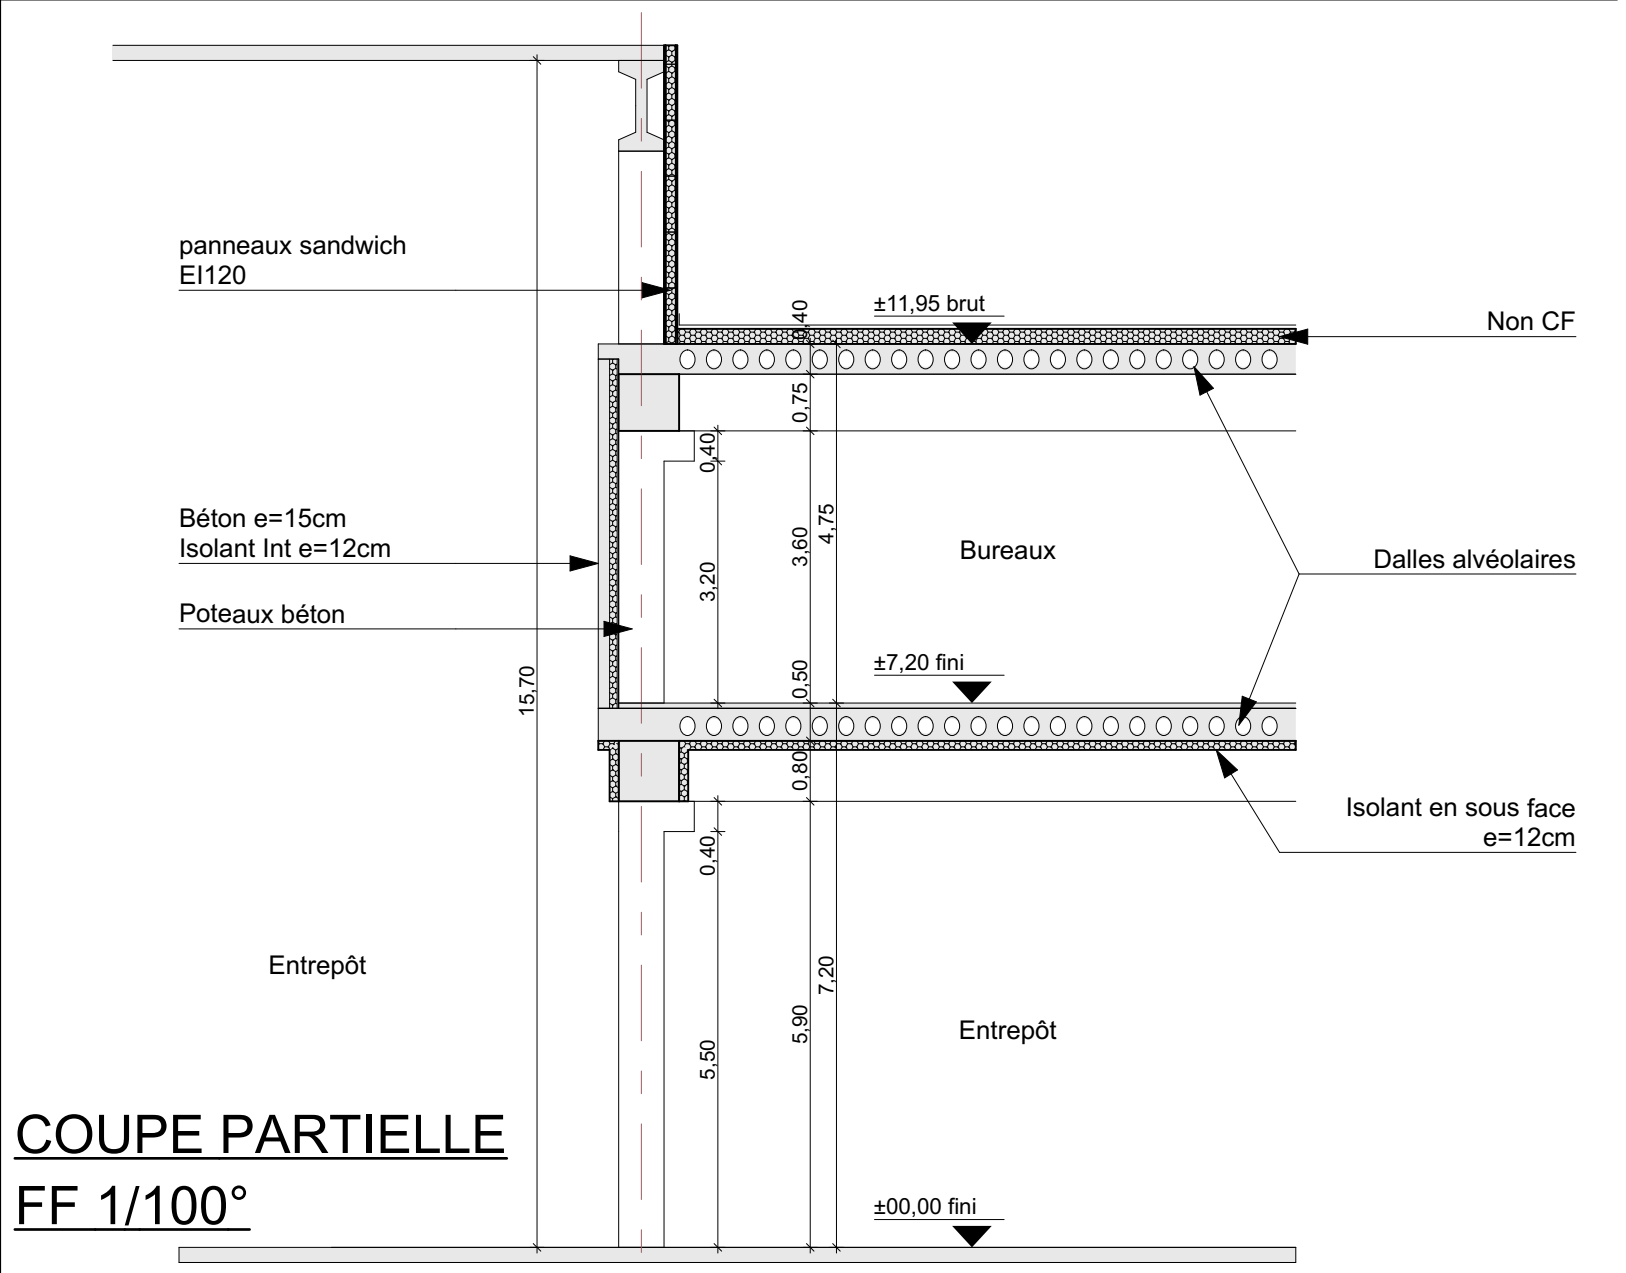 panneaux sandwich
EI120
±11,95 brut
Non CF
0,40
0,75
0,40
Béton e=15cm
Isolant Int e=12cm
4,75
3,60
Bureaux
Dalles alvéolaires
3,20
Poteaux béton
±7,20 fini
15,70
0,50
0,80
Isolant en sous face
e=12cm
0,40
Entrepôt
7,20
5,90
Entrepôt
5,50
COUPE PARTIELLE
FF 1/100°
±00,00 fini